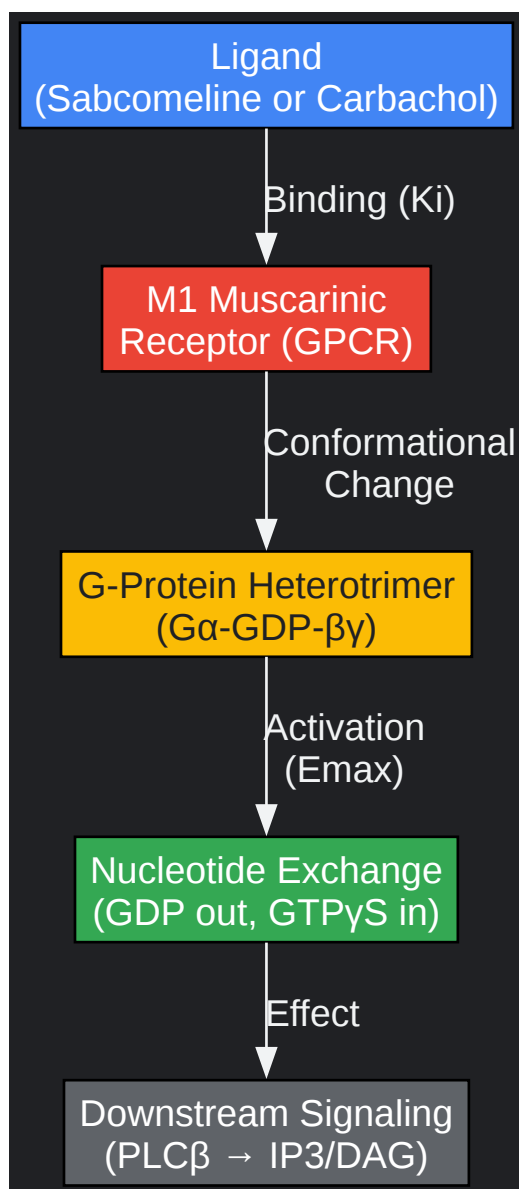 Ligand
(Sabcomeline or Carbachol)
Binding (Ki)
M1 Muscarinic
Receptor (GPCR)
Conformational
Change
G-Protein Heterotrimer
(Gα-GDP-βγ)
Activation
(Emax)
Nucleotide Exchange
(GDP out, GTPγS in)
Effect
Downstream Signaling
(PLCβ → IP3/DAG)